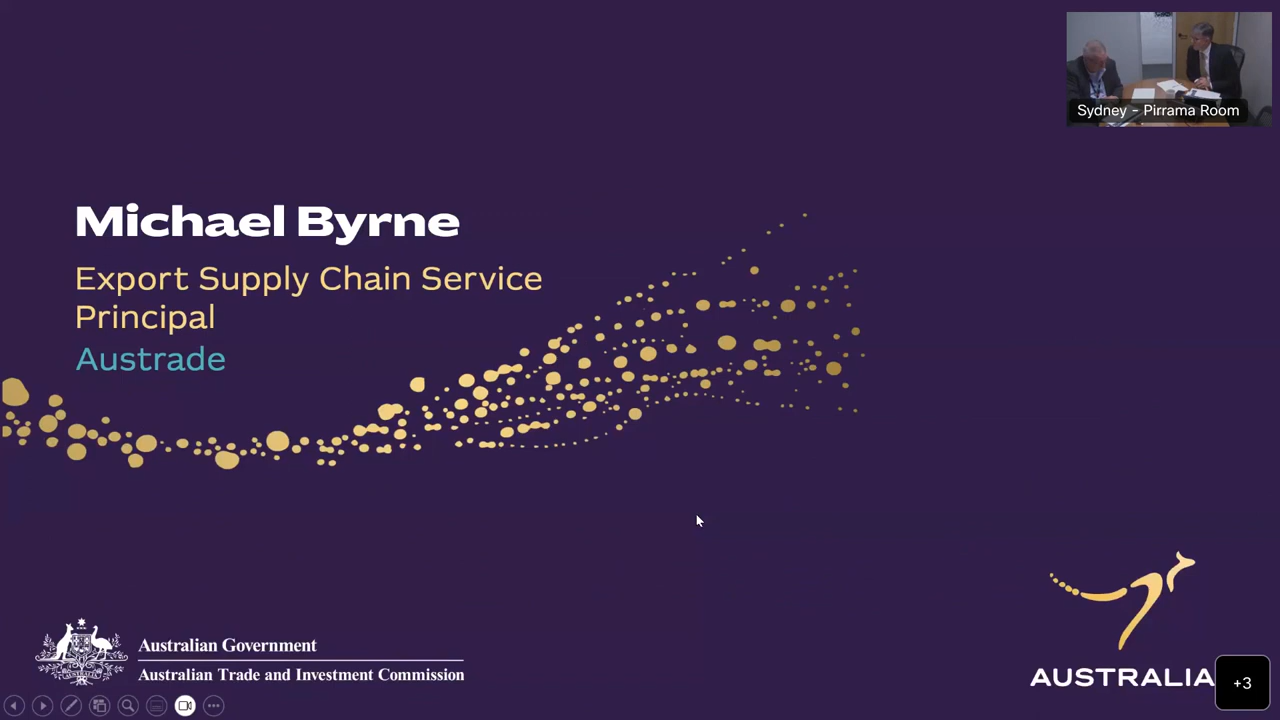 Sydney - Pirrama Room
Michael Byrne
Export Supply Chain Service
Principal
Austrade
Australian Government
Australian Trade and Investment Commission
AUSTRALIA
+3